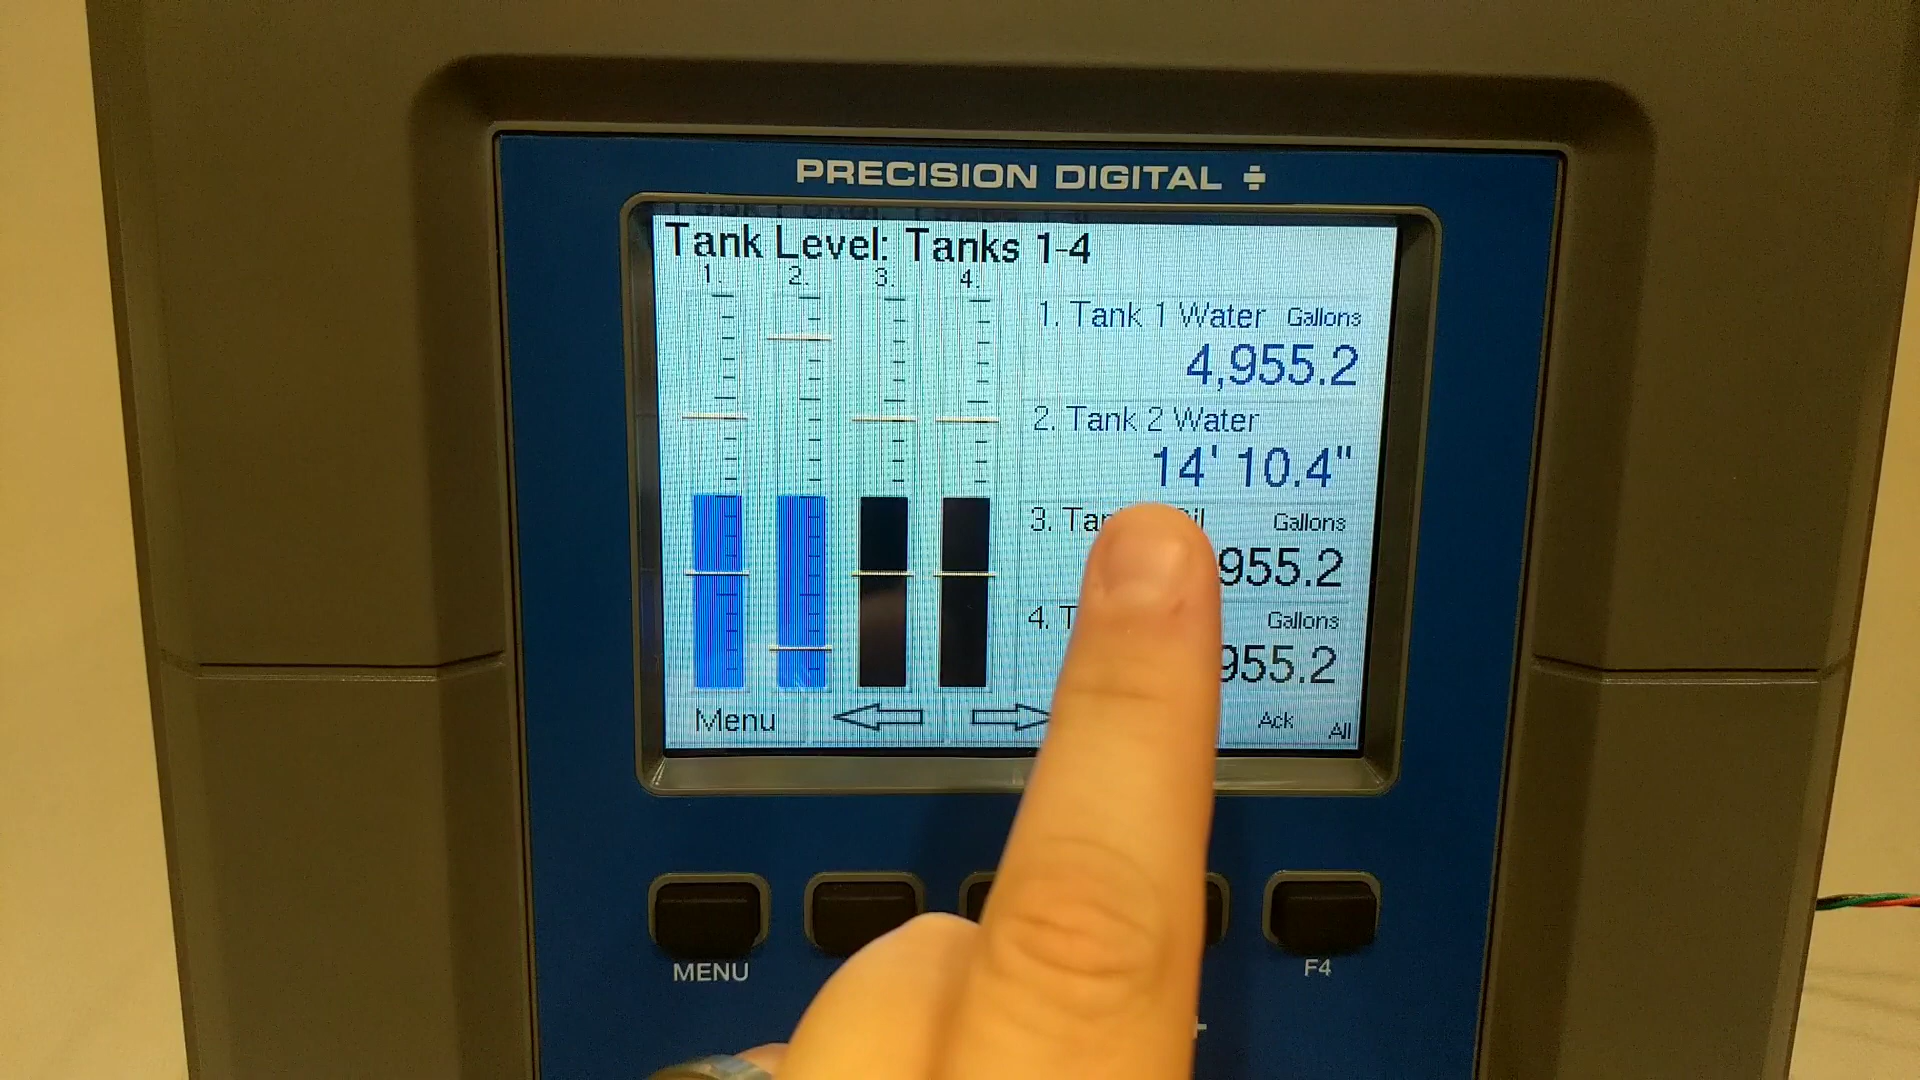 PRECISION DIGITAL
Tank Level: Tanks 1-4
1. 2. 3. 4.
1. Tank 1 Water Gallons
4,955.2
2. Tank 2 Water
14' 10.4"
3. Gallons
955.2
4. Gallons
955.2
Menu Ack All
MENU F4